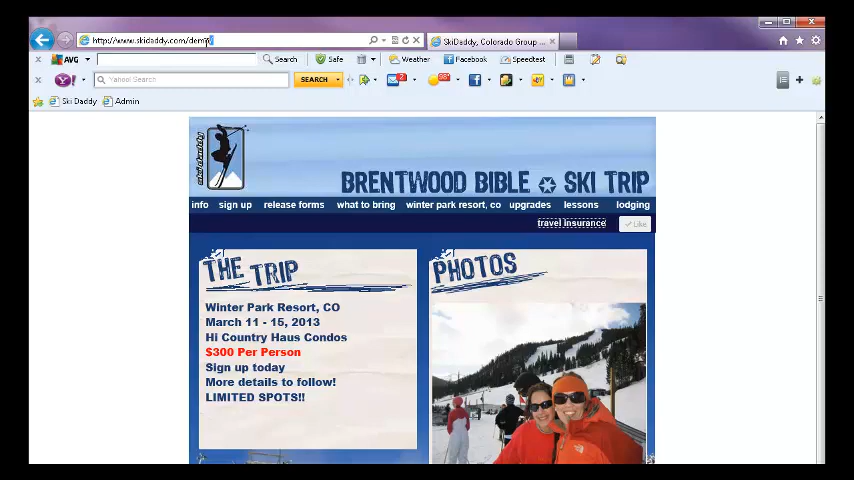 http://www.skidaddy.com/demo/
SkiDaddy, Colorado Group ...
AVG
Search
Safe
Weather
Facebook
Speedtest
Yahoo! Search
SEARCH
2
Ski Daddy
Admin
ski daddy
BRENTWOOD BIBLE SKI TRIP
info sign up release forms what to bring winter park resort, co upgrades lessons lodging
travel insurance
Like
THE TRIP
PHOTOS
Winter Park Resort, CO
March 11 - 15, 2013
Hi Country Haus Condos
$300 Per Person
Sign up today
More details to follow!
LIMITED SPOTS!!